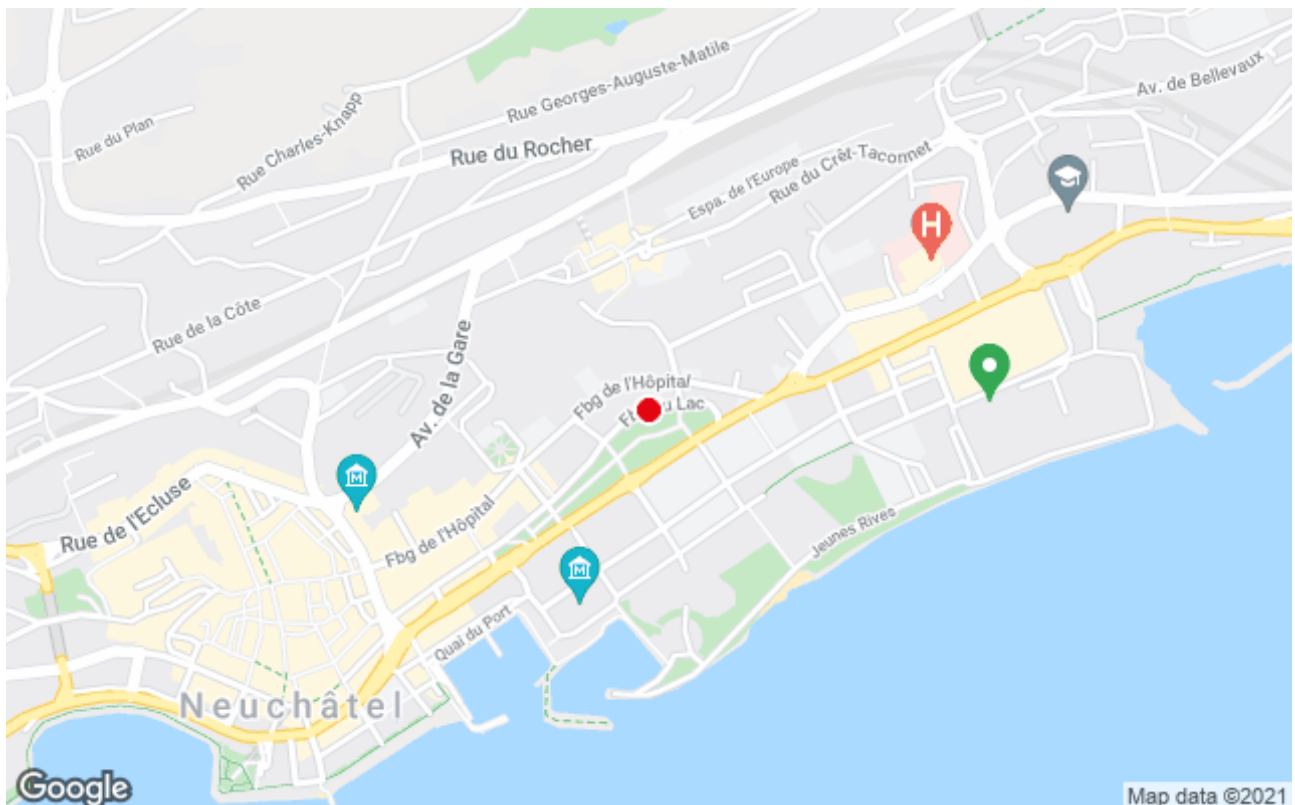 Av. de Bellevaux
Rue Georges-Auguste-Matile
Rue du Plan
Rue Charles-Knapp
Rue du Rocher
Espa. de l'Europe
Rue du Crêt-Taconnet
H
Rue de la Côte
Av. de la Gare
Fbg de l'Hôpital
Lac
Rue de l'Ecluse
M
Fbg de l'Hôpital
Jeunes Rives
M
Quai du Port
Neuchâtel
Google
Map data ©2021